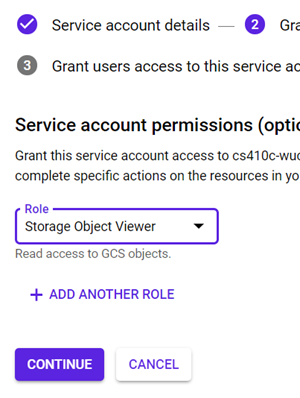 Service account details
2
Gra
3
Grant users access to this service ac
Service account permissions (optio
Grant this service account access to cs410c-wuc
complete specific actions on the resources in yo
Role
Storage Object Viewer
Read access to GCS objects.
+ ADD ANOTHER ROLE
CONTINUE
CANCEL